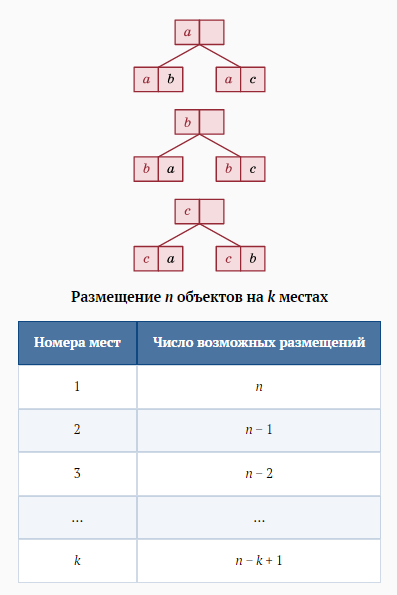 a
a b a c
b
b a b c
c
c a c b
Размещение n объектов на k местах
Номера мест Число возможных размещений
1 n
2 n − 1
3 n − 2
... ...
k n − k + 1